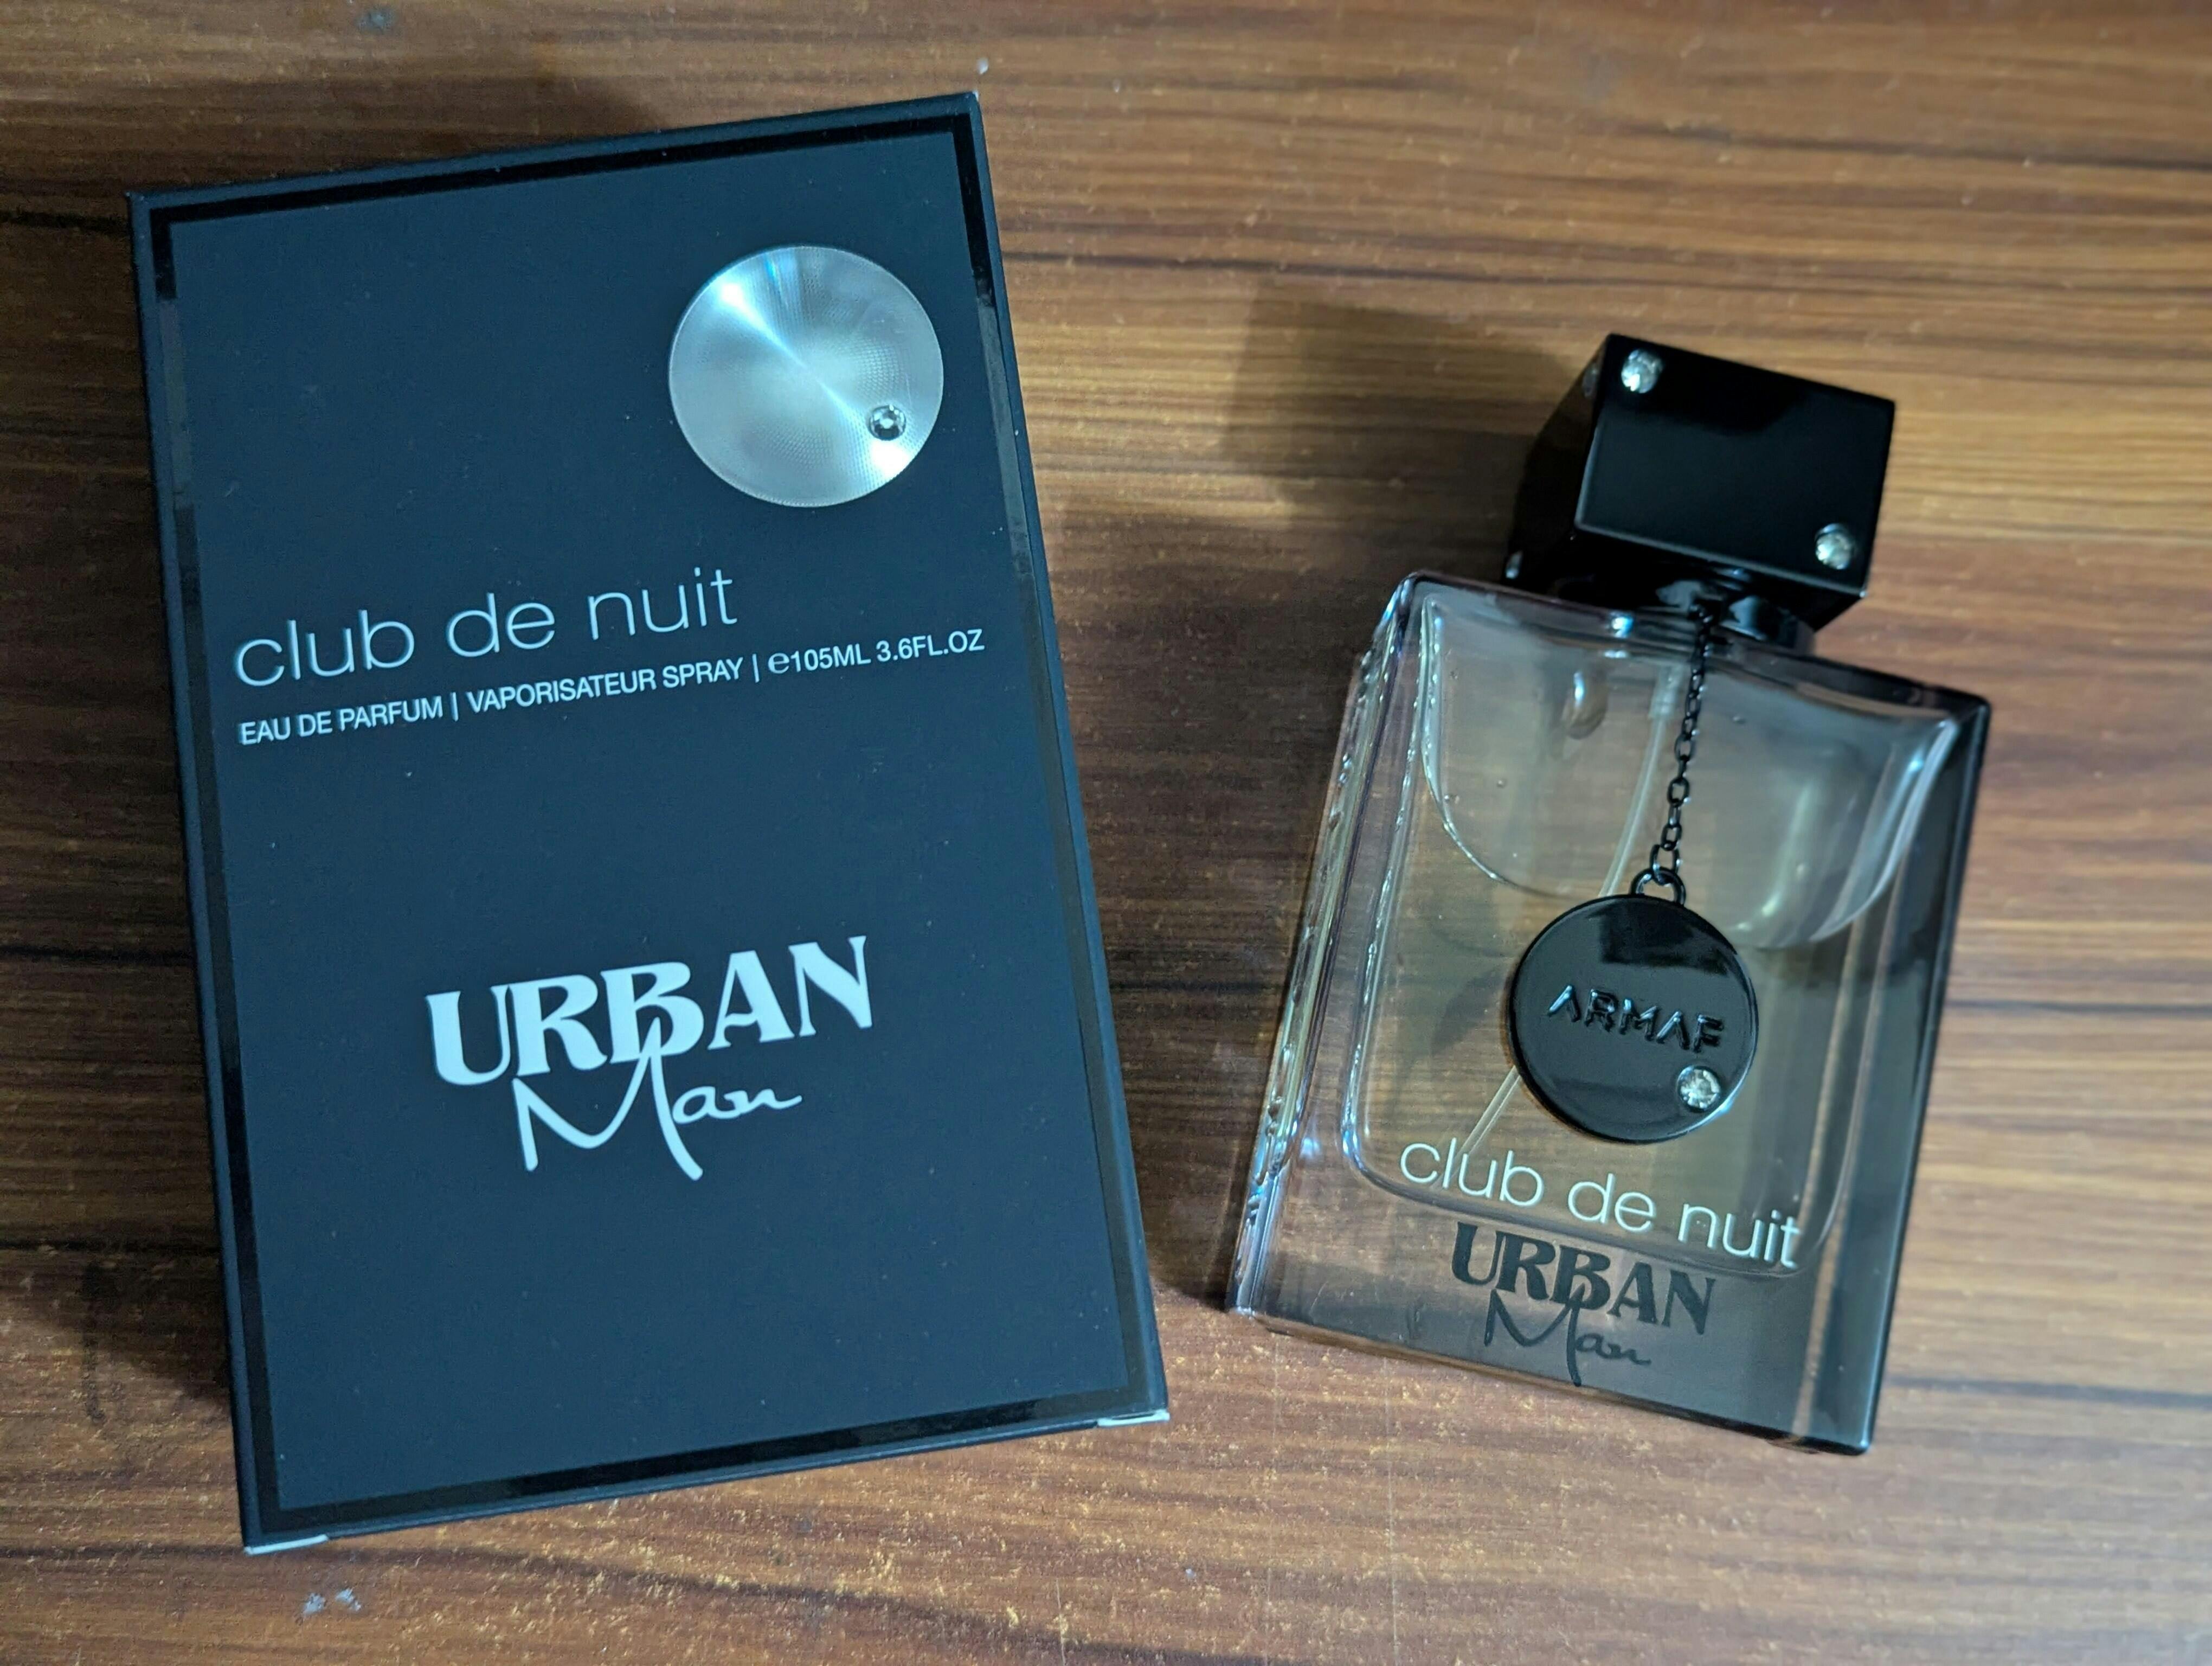 club de nuit
EAU DE PARFUM | VAPORISATEUR SPRAY | ℮105ML 3.6FL.OZ
URBAN
Man
ARMAF
club de nuit
URBAN
Man